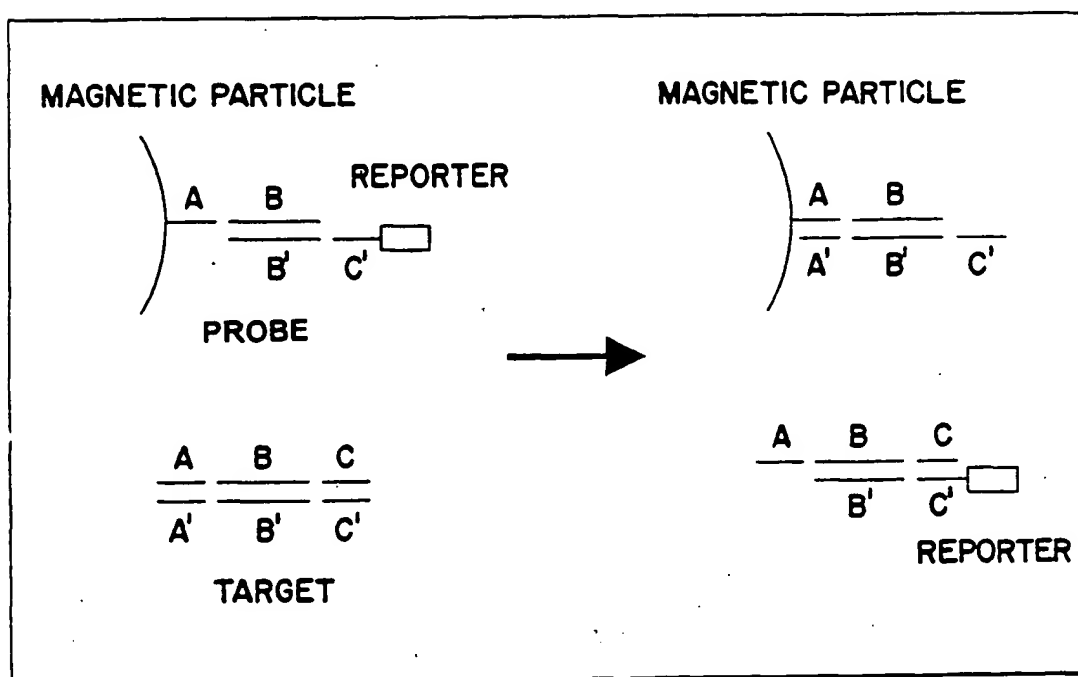 MAGNETIC PARTICLE
A B REPORTER
B' C'
PROBE
A B C
A' B' C'
TARGET
MAGNETIC PARTICLE
A B
A' B' C'
A B C
B' C'
REPORTER